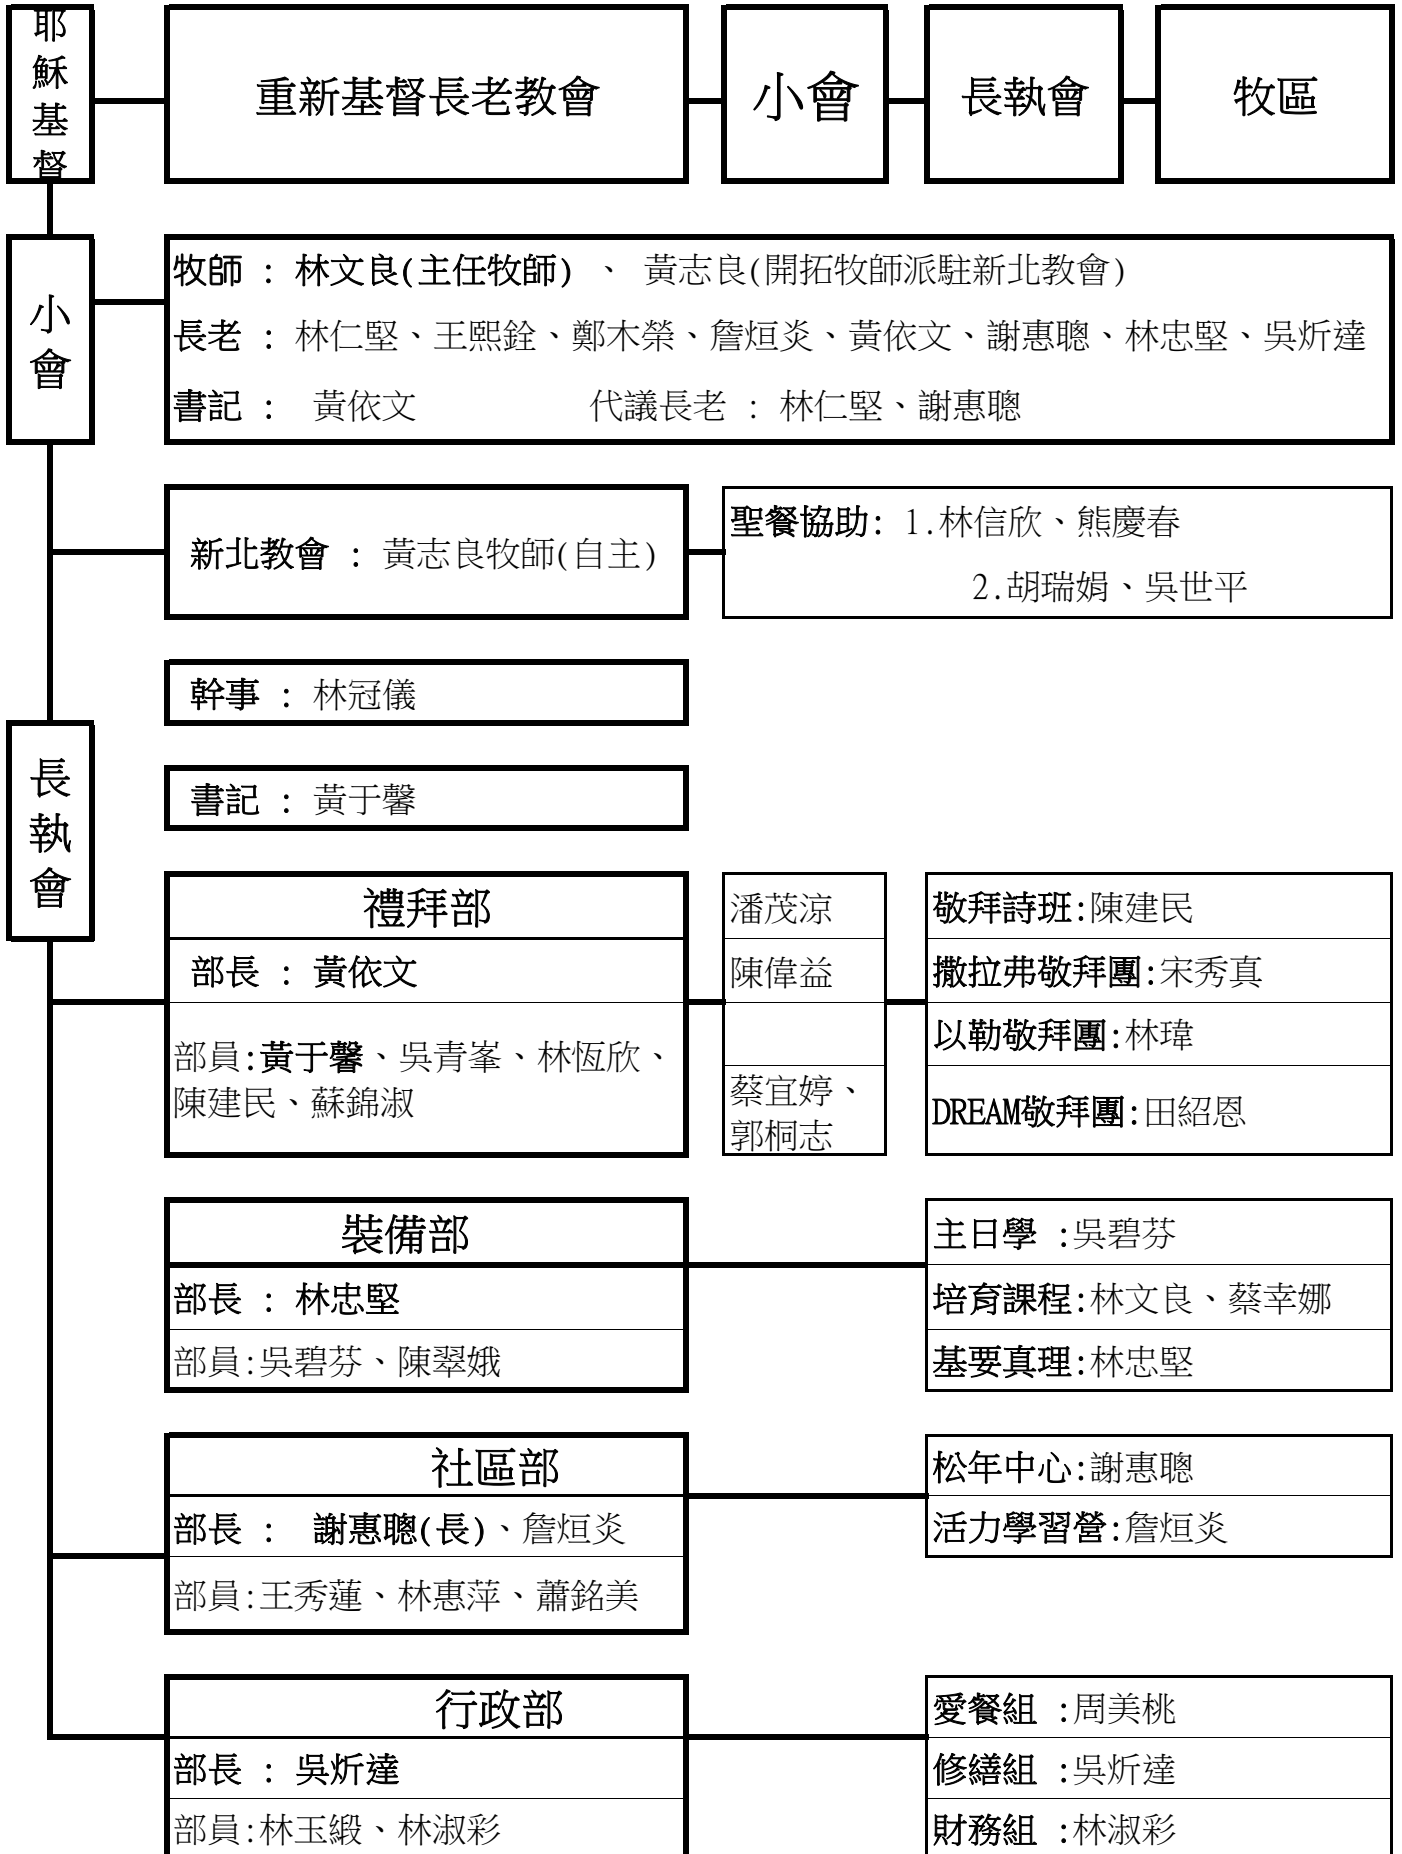 耶穌基督
重新基督長老教會
小會
長執會
牧區
小會
牧師 : 林文良(主任牧師) 、 黃志良(開拓牧師派駐新北教會)
長老 : 林仁堅、王熙銓、鄭木榮、詹烜炎、黃依文、謝惠聰、林忠堅、吳炘達
書記 : 黃依文 代議長老 : 林仁堅、謝惠聰
新北教會 : 黃志良牧師(自主)
聖餐協助: 1.林信欣、熊慶春
2.胡瑞娟、吳世平
幹事 : 林冠儀
長執會
書記 : 黃于馨
禮拜部
部長 : 黃依文
部員:黃于馨、吳青峯、林恆欣、
陳建民、蘇錦淑
潘茂涼
陳偉益
蔡宜婷、
郭桐志
敬拜詩班:陳建民
撒拉弗敬拜團:宋秀真
以勒敬拜團:林瑋
DREAM敬拜團:田紹恩
裝備部
部長 : 林忠堅
部員:吳碧芬、陳翠娥
主日學 :吳碧芬
培育課程:林文良、蔡幸娜
基要真理:林忠堅
社區部
部長 : 謝惠聰(長)、詹烜炎
部員:王秀蓮、林惠萍、蕭銘美
松年中心:謝惠聰
活力學習營:詹烜炎
行政部
部長 : 吳炘達
部員:林玉緞、林淑彩
愛餐組 :周美桃
修繕組 :吳炘達
財務組 :林淑彩